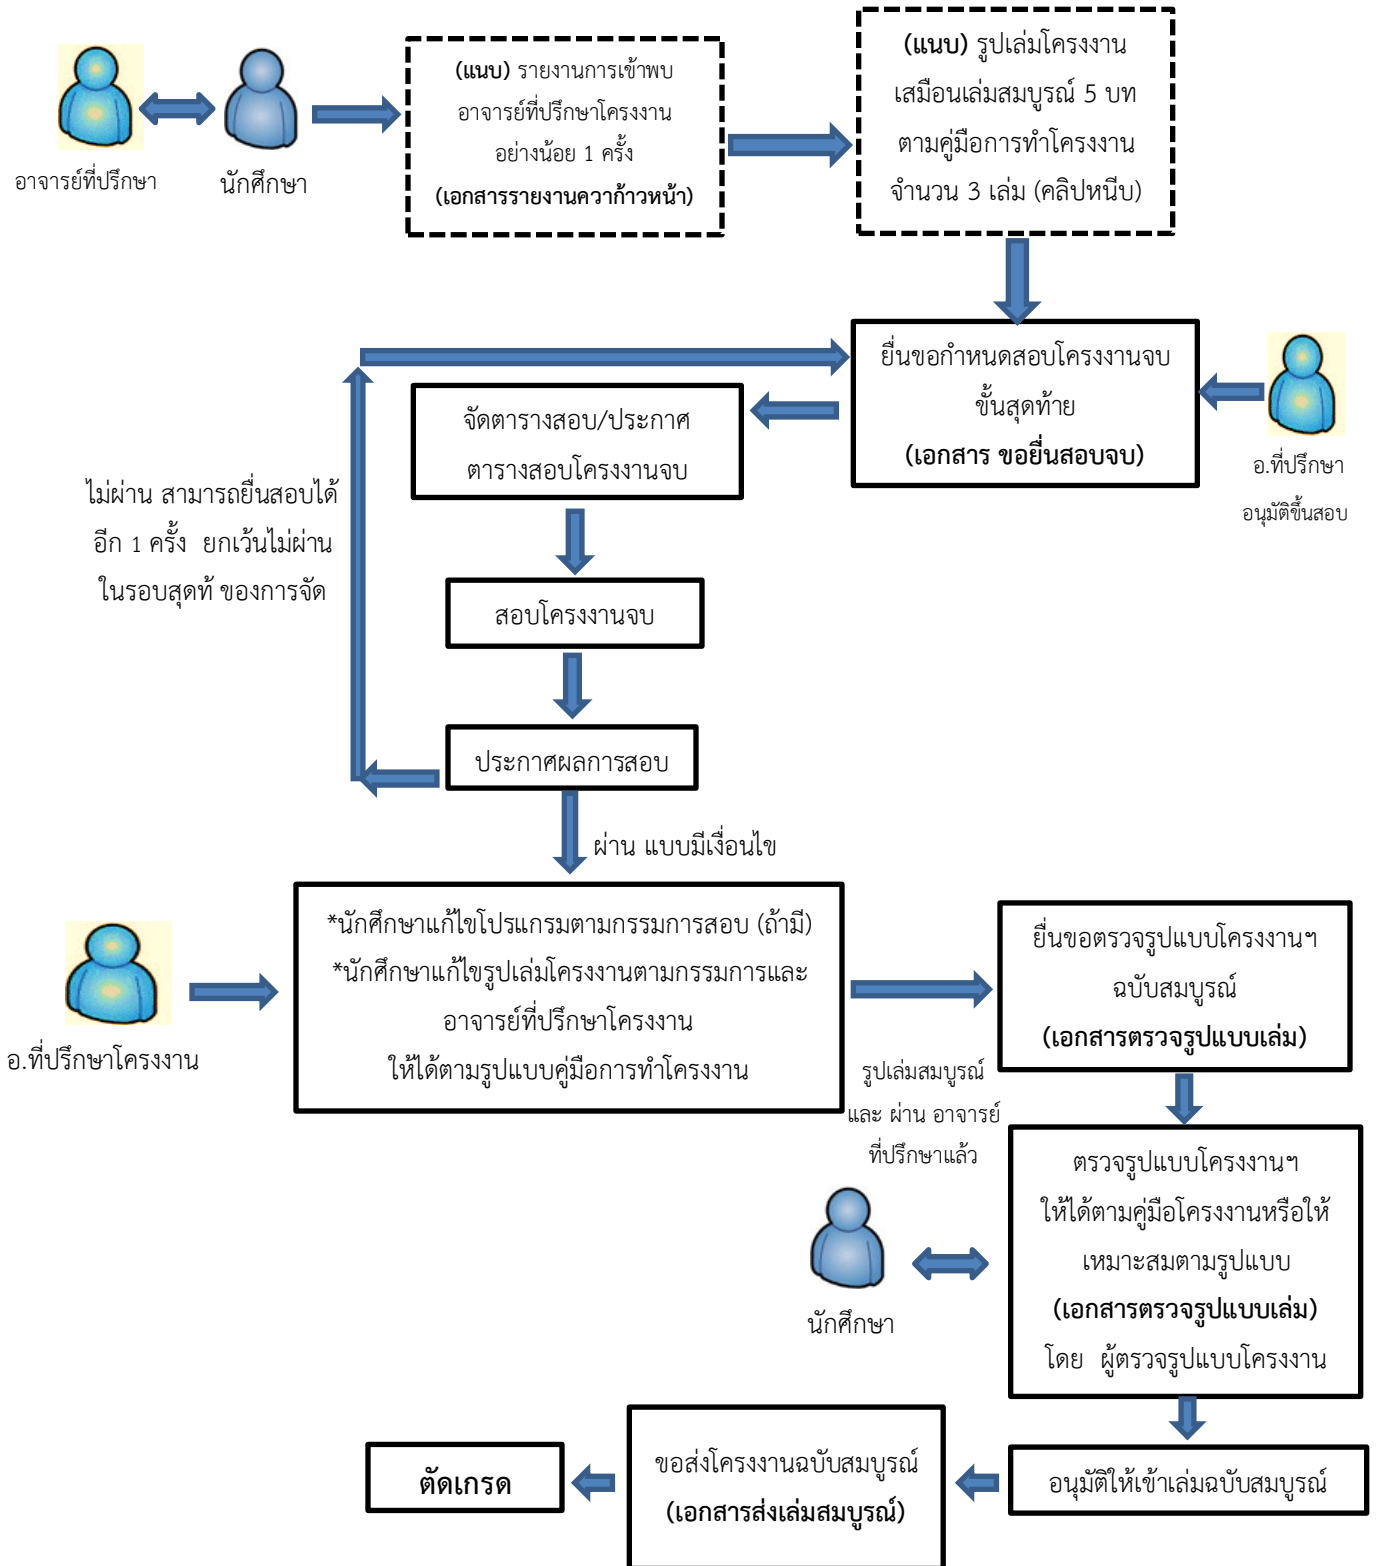 อาจารย์ที่ปรึกษา
นักศึกษา
(แนบ) รายงานการเข้าพบ
อาจารย์ที่ปรึกษาโครงงาน
อย่างน้อย 1 ครั้ง
(เอกสารรายงานควาก้าวหน้า)
(แนบ) รูปเล่มโครงงาน
เสมือนเล่มสมบูรณ์ 5 บท
ตามคู่มือการทำโครงงาน
จำนวน 3 เล่ม (คลิปหนีบ)
ยื่นขอกำหนดสอบโครงงานจบ
ขั้นสุดท้าย
(เอกสาร ขอยื่นสอบจบ)
อ.ที่ปรึกษา
อนุมัติขึ้นสอบ
จัดตารางสอบ/ประกาศ
ตารางสอบโครงงานจบ
ไม่ผ่าน สามารถยื่นสอบได้
อีก 1 ครั้ง ยกเว้นไม่ผ่าน
ในรอบสุดท้ ของการจัด
สอบโครงงานจบ
ประกาศผลการสอบ
ผ่าน แบบมีเงื่อนไข
*นักศึกษาแก้ไขโปรแกรมตามกรรมการสอบ (ถ้ามี)
*นักศึกษาแก้ไขรูปเล่มโครงงานตามกรรมการและ
อาจารย์ที่ปรึกษาโครงงาน
ให้ได้ตามรูปแบบคู่มือการทำโครงงาน
อ.ที่ปรึกษาโครงงาน
รูปเล่มสมบูรณ์
และ ผ่าน อาจารย์
ที่ปรึกษาแล้ว
ยื่นขอตรวจรูปแบบโครงงานฯ
ฉบับสมบูรณ์
(เอกสารตรวจรูปแบบเล่ม)
ตรวจรูปแบบโครงงานฯ
ให้ได้ตามคู่มือโครงงานหรือให้
เหมาะสมตามรูปแบบ
(เอกสารตรวจรูปแบบเล่ม)
โดย ผู้ตรวจรูปแบบโครงงาน
นักศึกษา
อนุมัติให้เข้าเล่มฉบับสมบูรณ์
ขอส่งโครงงานฉบับสมบูรณ์
(เอกสารส่งเล่มสมบูรณ์)
ตัดเกรด